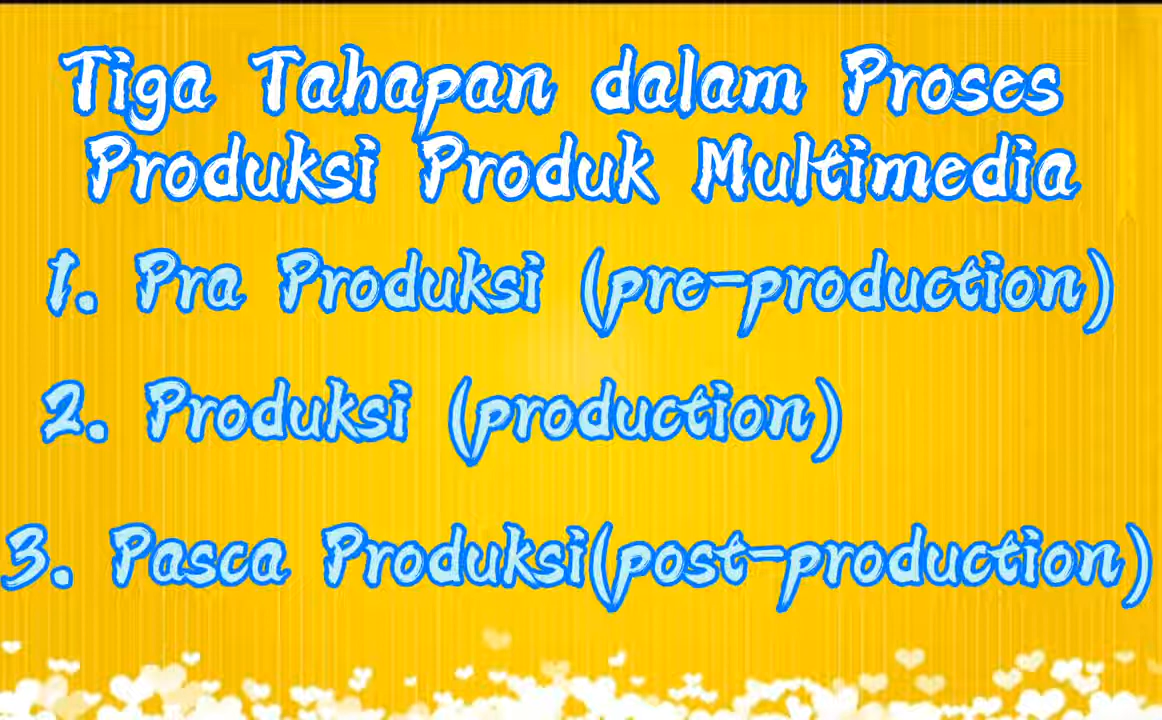 Tiga Tahapan dalam Proses
Produksi Produk Multimedia
1. Pra Produksi (pre-production)
2. Produksi (production)
3. Pasca Produksi(post-production)